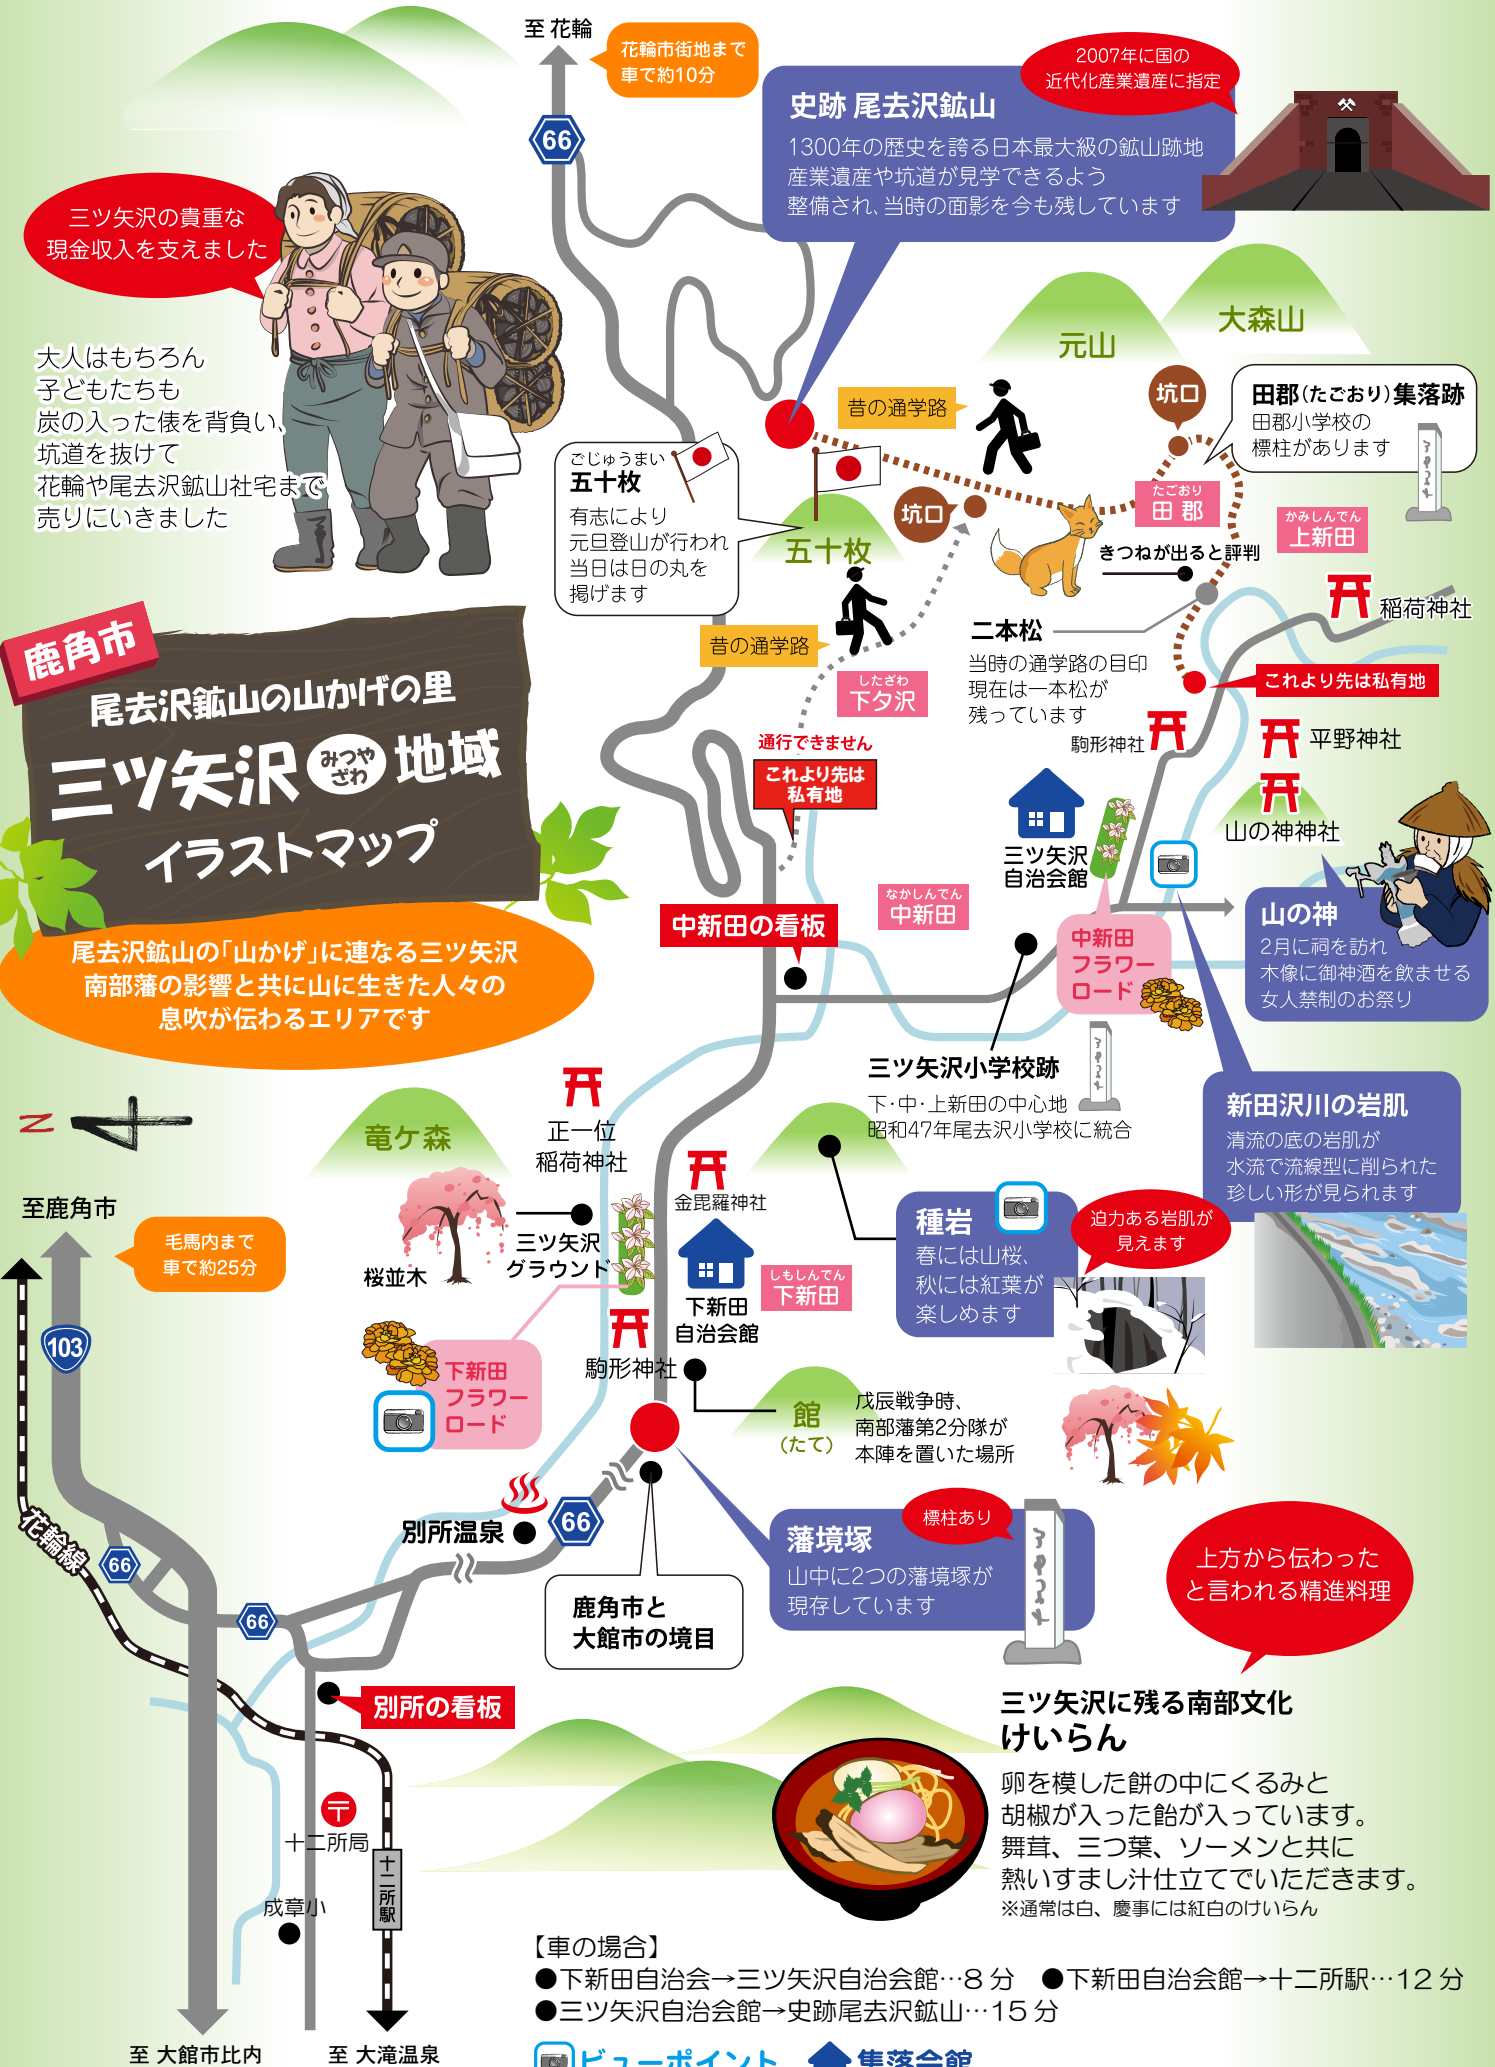 至 花輪
花輪市街地まで
車で約10分
66
2007年に国の
近代化産業遺産に指定
史跡 尾去沢鉱山
1300年の歴史を誇る日本最大級の鉱山跡地
産業遺産や坑道が見学できるよう
整備され、当時の面影を今も残しています
三ツ矢沢の貴重な
現金収入を支えました
大人はもちろん
子どもたちも
炭の入った俵を背負い、
坑道を抜けて
花輪や尾去沢鉱山社宅まで
売りにいきました
元山
大森山
昔の通学路
坑口
田郡(たごおり)集落跡
田郡小学校の
標柱があります
ごじゅうまい
五十枚
有志により
元旦登山が行われ
当日は日の丸を
掲げます
五十枚
坑口
たごおり
田 郡
かみしんでん
上新田
きつねが出ると評判
稲荷神社
昔の通学路
二本松
当時の通学路の目印
現在は一本松が
残っています
したざわ
下夕沢
これより先は私有地
鹿角市
尾去沢鉱山の山かげの里
三ツ矢沢
みつや
ざわ
地域
イラストマップ
尾去沢鉱山の「山かげ」に連なる三ツ矢沢
南部藩の影響と共に山に生きた人々の
息吹が伝わるエリアです
通行できません
これより先は
私有地
駒形神社
平野神社
山の神神社
三ツ矢沢
自治会館
なかしんでん
中新田
中新田の看板
中新田
フラワー
ロード
山の神
2月に祠を訪れ
木像に御神酒を飲ませる
女人禁制のお祭り
三ツ矢沢小学校跡
下・中・上新田の中心地
昭和47年尾去沢小学校に統合
新田沢川の岩肌
清流の底の岩肌が
水流で流線型に削られた
珍しい形が見られます
N
竜ケ森
正一位
稲荷神社
金毘羅神社
至鹿角市
毛馬内まで
車で約25分
103
桜並木
三ツ矢沢
グラウンド
下新田
自治会館
しもしんでん
下新田
種岩
春には山桜、
秋には紅葉が
楽しめます
迫力ある岩肌が
見えます
下新田
フラワー
ロード
駒形神社
館
(たて)
戊辰戦争時、
南部藩第2分隊が
本陣を置いた場所
別所温泉
66
花輪線
66
66
鹿角市と
大館市の境目
藩境塚
山中に2つの藩境塚が
現存しています
標柱あり
上方から伝わった
と言われる精進料理
別所の看板
十二所局
十二所駅
成章小
至 大館市比内
至 大滝温泉
三ツ矢沢に残る南部文化
けいらん
卵を模した餅の中にくるみと
胡椒が入った飴が入っています。
舞茸、三つ葉、ソーメンと共に
熱いすまし汁仕立てでいただきます。
※通常は白、慶事には紅白のけいらん
【車の場合】
●下新田自治会→三ツ矢沢自治会館…8 分 ●下新田自治会館→十二所駅…12 分
●三ツ矢沢自治会館→史跡尾去沢鉱山…15 分
ビューポイント 集落会館